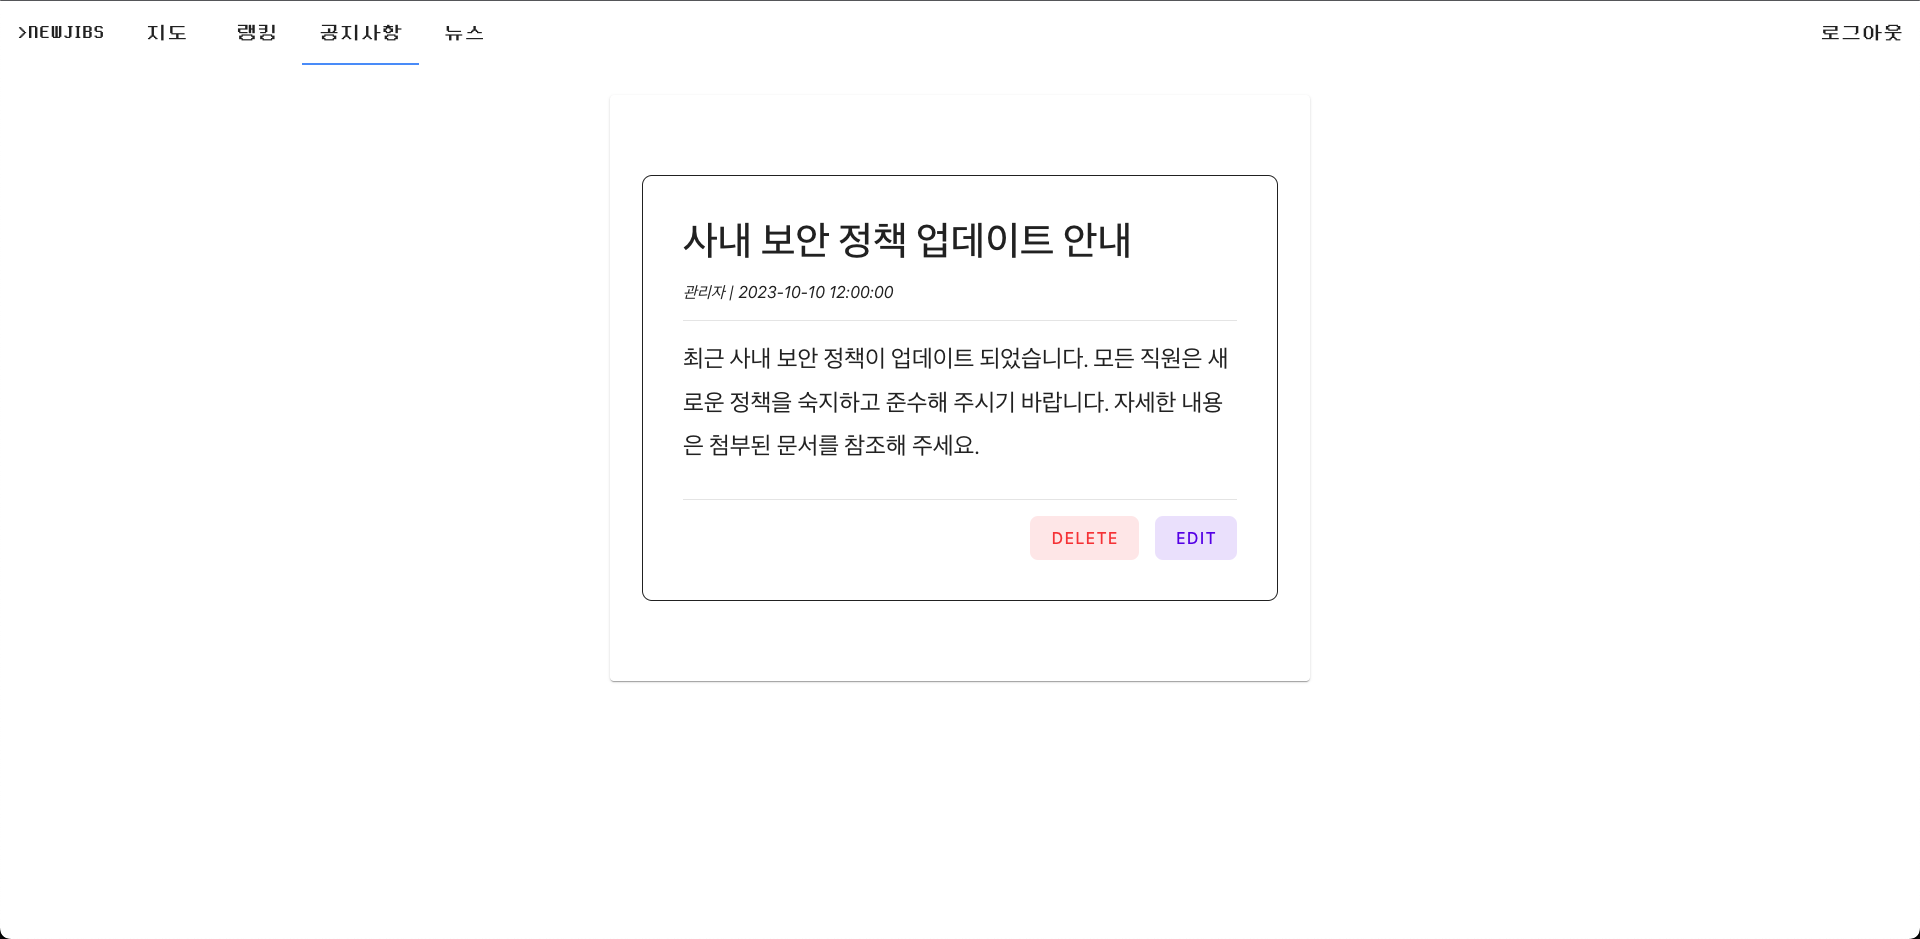 >NEWJIBS 지도 랭킹 공지사항 뉴스 로그아웃
사내 보안 정책 업데이트 안내
관리자 | 2023-10-10 12:00:00
최근 사내 보안 정책이 업데이트 되었습니다. 모든 직원은 새
로운 정책을 숙지하고 준수해 주시기 바랍니다. 자세한 내용
은 첨부된 문서를 참조해 주세요.
DELETE EDIT